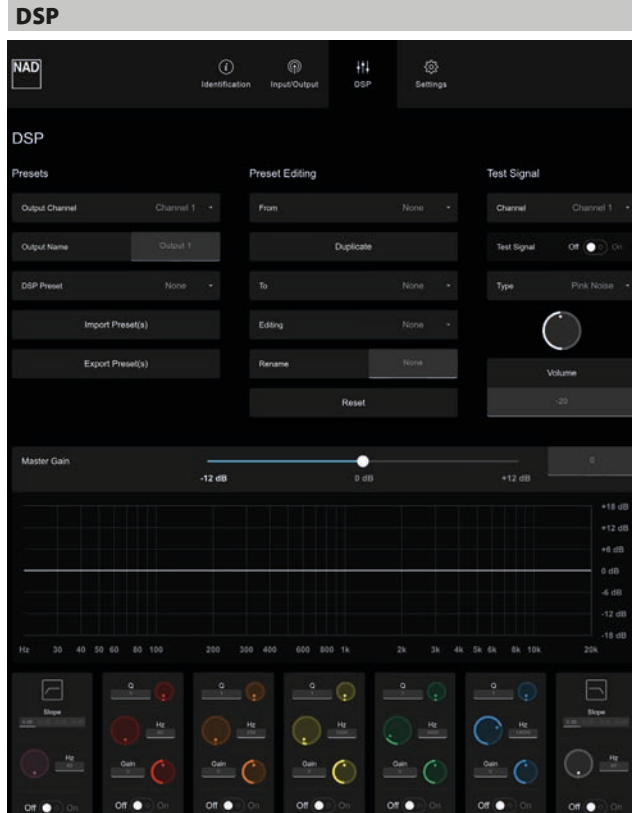 DSP
NAD
Identification
Input/Output
DSP
Settings
DSP
Presets
Output Channel Channel 1
Output Name Output 1
DSP Preset None
Import Preset(s)
Export Preset(s)
Preset Editing
From None
Duplicate
To None
Editing None
Rename None
Reset
Test Signal
Channel Channel 1
Test Signal Off On
Type Pink Noise
Volume
-20
Master Gain
0
-12 dB 0 dB +12 dB
+18 dB
+12 dB
+6 dB
0 dB
-6 dB
-12 dB
-18 dB
Hz 30 40 50 60 80 100 200 300 400 600 800 1k 2k 3k 4k 5k 6k 8k 10k 20k
Slope
Hz
Off On
Q
Hz
Gain
Off On
Q
Hz
Gain
Off On
Q
Hz
Gain
Off On
Q
Hz
Gain
Off On
Q
Hz
Gain
Off On
Slope
Hz
Off On